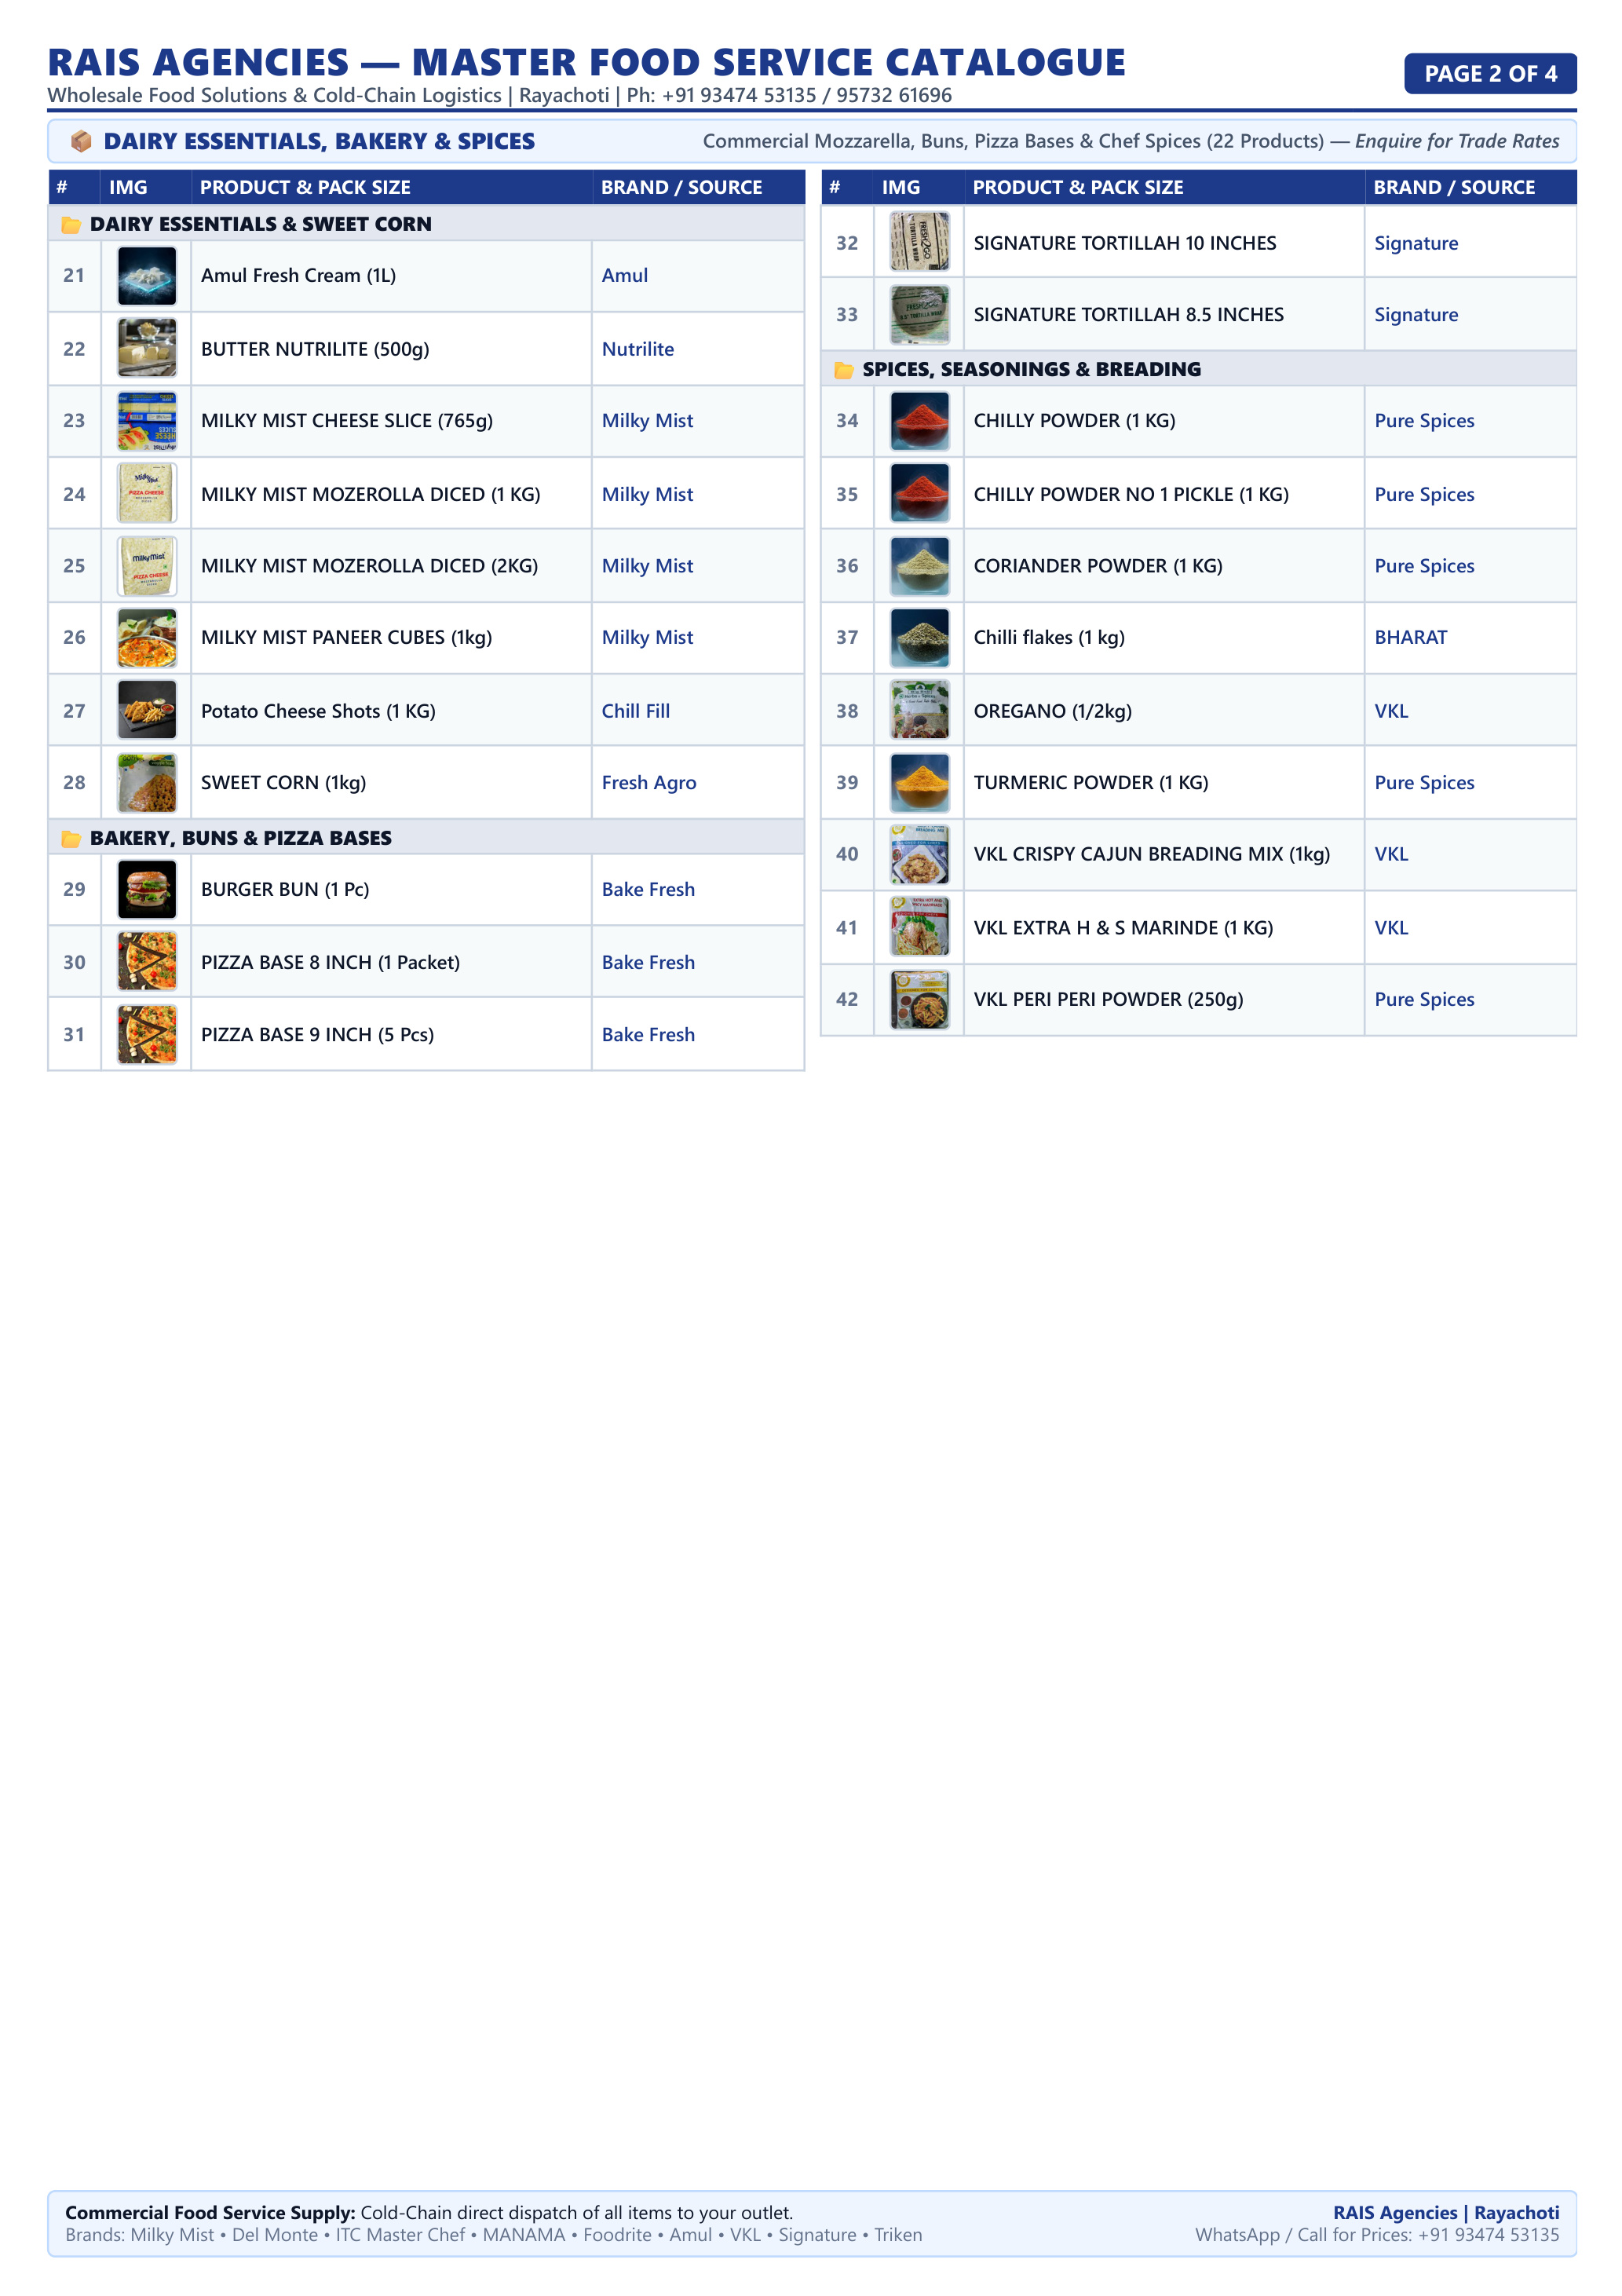 RAIS AGENCIES — MASTER FOOD SERVICE CATALOGUE
Wholesale Food Solutions & Cold-Chain Logistics | Rayachoti | Ph: +91 93474 53135 / 95732 61696
PAGE 2 OF 4
DAIRY ESSENTIALS, BAKERY & SPICES
Commercial Mozzarella, Buns, Pizza Bases & Chef Spices (22 Products) — Enquire for Trade Rates
# IMG PRODUCT & PACK SIZE BRAND / SOURCE
DAIRY ESSENTIALS & SWEET CORN
21 Amul Fresh Cream (1L) Amul
22 BUTTER NUTRILITE (500g) Nutrilite
23 MILKY MIST CHEESE SLICE (765g) Milky Mist
24 MILKY MIST MOZEROLLA DICED (1 KG) Milky Mist
25 MILKY MIST MOZEROLLA DICED (2KG) Milky Mist
26 MILKY MIST PANEER CUBES (1kg) Milky Mist
27 Potato Cheese Shots (1 KG) Chill Fill
28 SWEET CORN (1kg) Fresh Agro
BAKERY, BUNS & PIZZA BASES
29 BURGER BUN (1 Pc) Bake Fresh
30 PIZZA BASE 8 INCH (1 Packet) Bake Fresh
31 PIZZA BASE 9 INCH (5 Pcs) Bake Fresh
# IMG PRODUCT & PACK SIZE BRAND / SOURCE
32 SIGNATURE TORTILLAH 10 INCHES Signature
33 SIGNATURE TORTILLAH 8.5 INCHES Signature
SPICES, SEASONINGS & BREADING
34 CHILLY POWDER (1 KG) Pure Spices
35 CHILLY POWDER NO 1 PICKLE (1 KG) Pure Spices
36 CORIANDER POWDER (1 KG) Pure Spices
37 Chilli flakes (1 kg) BHARAT
38 OREGANO (1/2kg) VKL
39 TURMERIC POWDER (1 KG) Pure Spices
40 VKL CRISPY CAJUN BREADING MIX (1kg) VKL
41 VKL EXTRA H & S MARINDE (1 KG) VKL
42 VKL PERI PERI POWDER (250g) Pure Spices
Commercial Food Service Supply: Cold-Chain direct dispatch of all items to your outlet.
Brands: Milky Mist • Del Monte • ITC Master Chef • MANAMA • Foodrite • Amul • VKL • Signature • Triken
RAIS Agencies | Rayachoti
WhatsApp / Call for Prices: +91 93474 53135